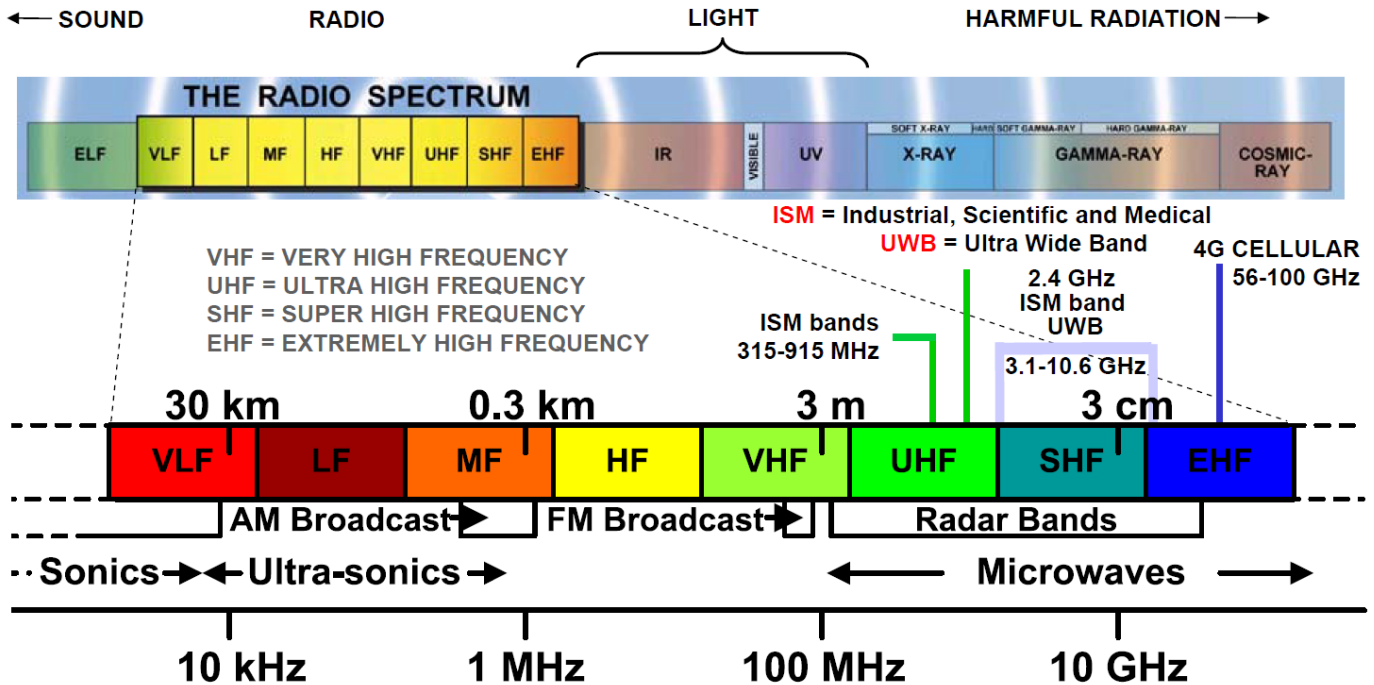 ← SOUND RADIO LIGHT HARMFUL RADIATION →
THE RADIO SPECTRUM
SOFT X-RAY HARD SOFT GAMMA-RAY HARD GAMMA-RAY
ELF VLF LF MF HF VHF UHF SHF EHF IR VISIBLE UV X-RAY GAMMA-RAY COSMIC-
RAY
ISM = Industrial, Scientific and Medical
UWB = Ultra Wide Band
VHF = VERY HIGH FREQUENCY
UHF = ULTRA HIGH FREQUENCY
SHF = SUPER HIGH FREQUENCY
EHF = EXTREMELY HIGH FREQUENCY
ISM bands
315-915 MHz
2.4 GHz
ISM band
UWB
3.1-10.6 GHz
4G CELLULAR
56-100 GHz
30 km 0.3 km 3 m 3 cm
VLF LF MF HF VHF UHF SHF EHF
AM Broadcast FM Broadcast Radar Bands
Sonics Ultra-sonics Microwaves
10 kHz 1 MHz 100 MHz 10 GHz